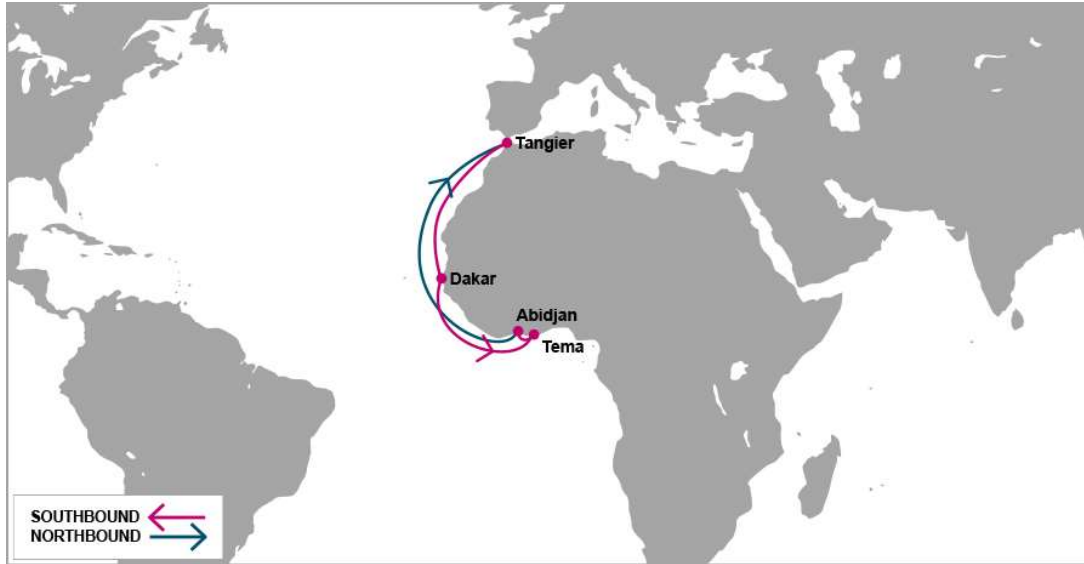 Tangier
Dakar
Abidjan
Tema
SOUTHBOUND
NORTHBOUND